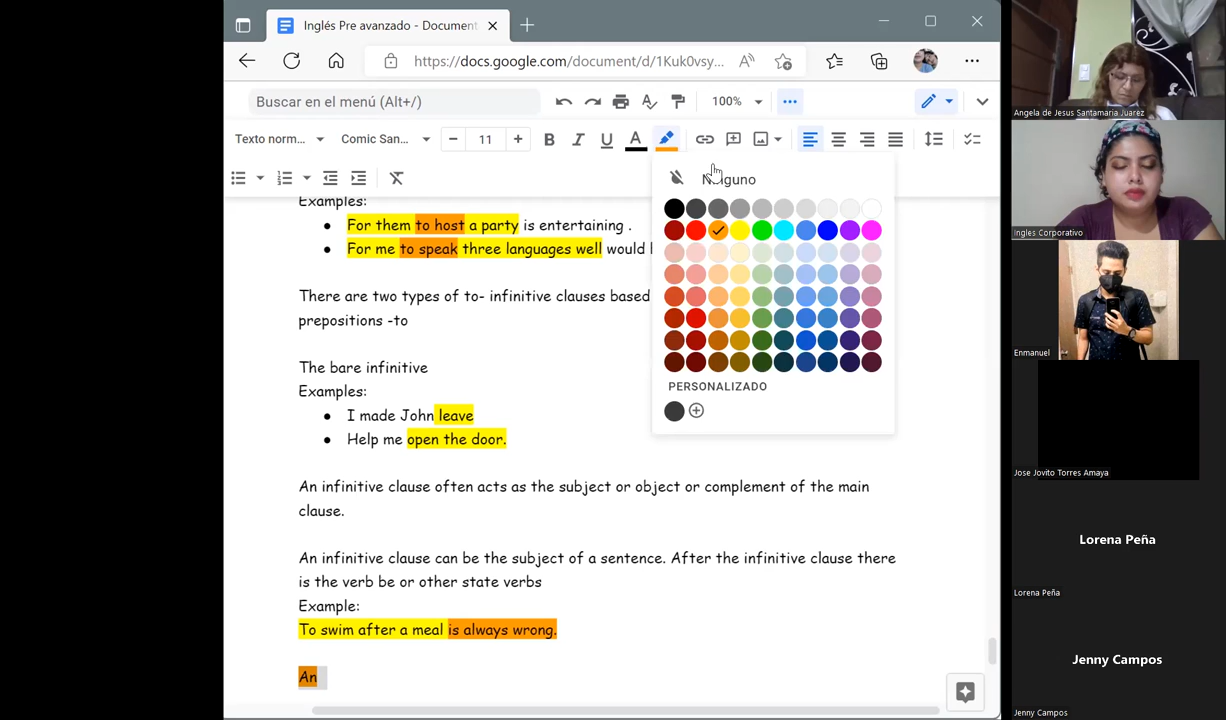 Inglés Pre avanzado - Document
https://docs.google.com/document/d/1Kuk0vsy...
Buscar en el menú (Alt+/)
100%
Texto norm...
Comic San...
11
Ninguno
PERSONALIZADO
Examples:
For them to host a party is entertaining .
For me to speak three languages well would
There are two types of to- infinitive clauses based
prepositions -to
The bare infinitive
Examples:
I made John leave
Help me open the door.
An infinitive clause often acts as the subject or object or complement of the main
clause.
An infinitive clause can be the subject of a sentence. After the infinitive clause there
is the verb be or other state verbs
Example:
To swim after a meal is always wrong.
An
Angela de Jesus Santamaria Juarez
Ingles Corporativo
Enmanuel
Jose Jovito Torres Amaya
Lorena Peña
Lorena Peña
Jenny Campos
Jenny Campos